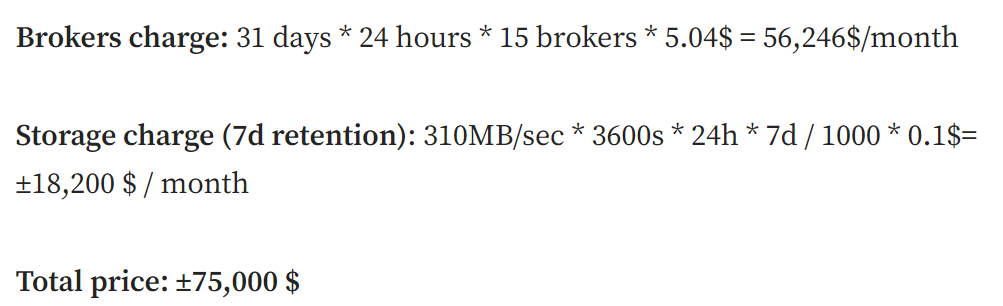 Brokers charge: 31 days * 24 hours * 15 brokers * 5.04$ = 56,246$/month
Storage charge (7d retention): 310MB/sec * 3600s * 24h * 7d / 1000 * 0.1$=
±18,200 $ / month
Total price: ±75,000 $